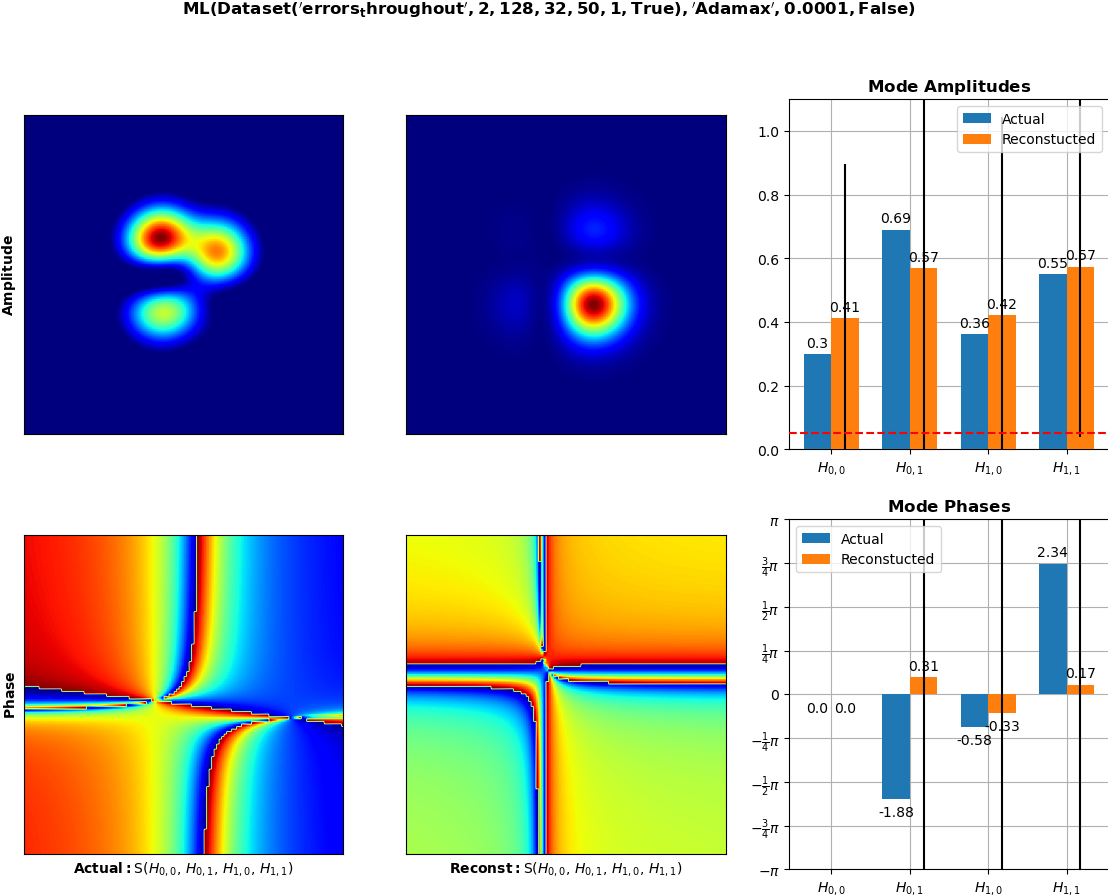 ML(Dataset('errorsₜhroughout', 2, 128, 32, 50, 1, True), 'Adamax', 0.0001, False)
Amplitude
Mode Amplitudes
Actual
Reconstucted
1.0
0.8
0.6
0.4
0.2
0.0
0.3
0.41
0.69
0.57
0.36
0.42
0.55
0.57
H₀,₀
H₀,₁
H₁,₀
H₁,₁
Phase
Actual: S(H₀,₀, H₀,₁, H₁,₀, H₁,₁)
Reconst: S(H₀,₀, H₀,₁, H₁,₀, H₁,₁)
Mode Phases
Actual
Reconstucted
π
3/4π
1/2π
1/4π
0
−1/4π
−1/2π
−3/4π
−π
0.0
0.0
-1.88
0.31
-0.58
-0.33
2.34
0.17
H₀,₀
H₀,₁
H₁,₀
H₁,₁